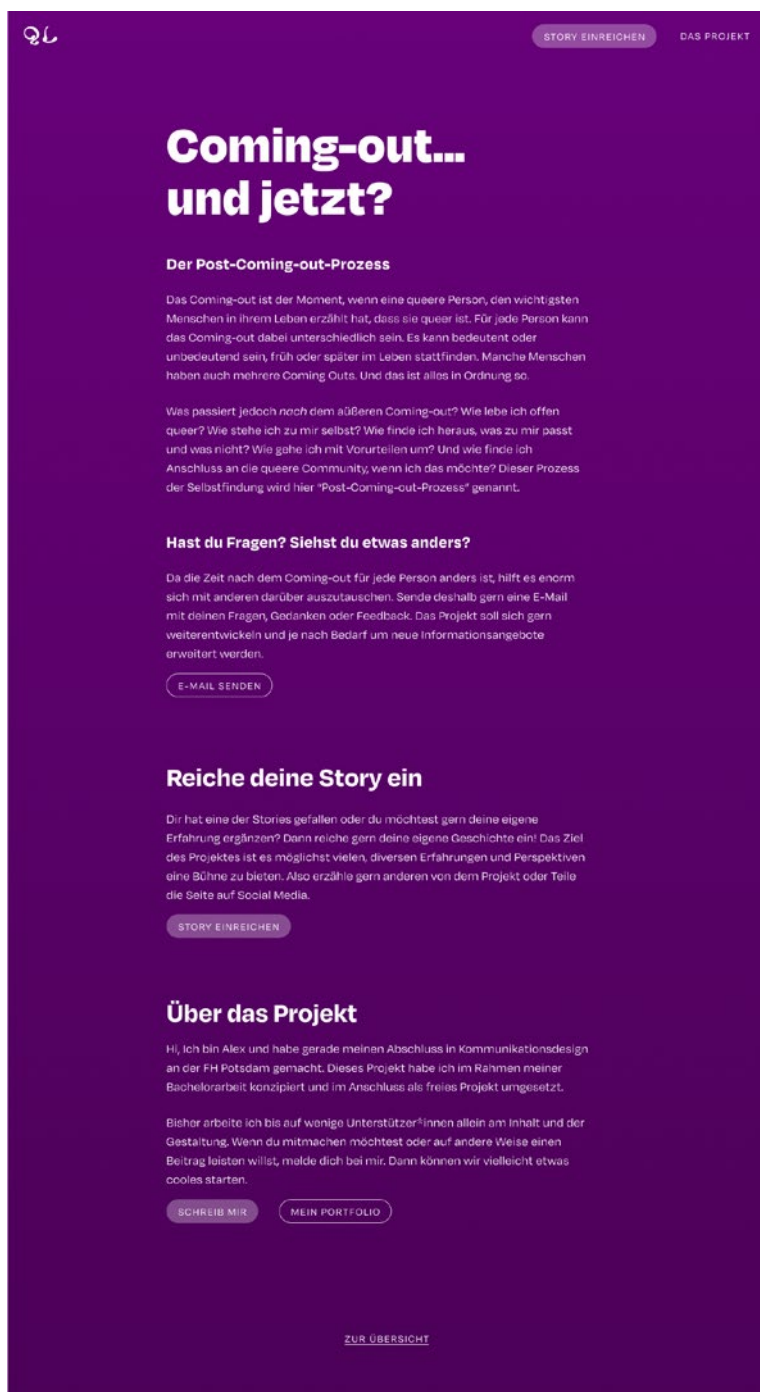 QL
STORY EINREICHEN
DAS PROJEKT
Coming-out...
und jetzt?
Der Post-Coming-out-Prozess
Das Coming-out ist der Moment, wenn eine queere Person, den wichtigsten
Menschen in ihrem Leben erzählt hat, dass sie queer ist. Für jede Person kann
das Coming-out dabei unterschiedlich sein. Es kann bedeutent oder
unbedeutend sein, früh oder später im Leben stattfinden. Manche Menschen
haben auch mehrere Coming Outs. Und das ist alles in Ordnung so.
Was passiert jedoch nach dem aüßeren Coming-out? Wie lebe ich offen
queer? Wie stehe ich zu mir selbst? Wie finde ich heraus, was zu mir passt
und was nicht? Wie gehe ich mit Vorurteilen um? Und wie finde ich
Anschluss an die queere Community, wenn ich das möchte? Dieser Prozess
der Selbstfindung wird hier "Post-Coming-out-Prozess" genannt.
Hast du Fragen? Siehst du etwas anders?
Da die Zeit nach dem Coming-out für jede Person anders ist, hilft es enorm
sich mit anderen darüber auszutauschen. Sende deshalb gern eine E-Mail
mit deinen Fragen, Gedanken oder Feedback. Das Projekt soll sich gern
weiterentwickeln und je nach Bedarf um neue Informationsangebote
erweitert werden.
E-MAIL SENDEN
Reiche deine Story ein
Dir hat eine der Stories gefallen oder du möchtest gern deine eigene
Erfahrung ergänzen? Dann reiche gern deine eigene Geschichte ein! Das Ziel
des Projektes ist es möglichst vielen, diversen Erfahrungen und Perspektiven
eine Bühne zu bieten. Also erzähle gern anderen von dem Projekt oder Teile
die Seite auf Social Media.
STORY EINREICHEN
Über das Projekt
Hi, Ich bin Alex und habe gerade meinen Abschluss in Kommunikationsdesign
an der FH Potsdam gemacht. Dieses Projekt habe ich im Rahmen meiner
Bachelorarbeit konzipiert und im Anschluss als freies Projekt umgesetzt.
Bisher arbeite ich bis auf wenige Unterstützer*innen allein am Inhalt und der
Gestaltung. Wenn du mitmachen möchtest oder auf andere Weise einen
Beitrag leisten willst, melde dich bei mir. Dann können wir vielleicht etwas
cooles starten.
SCHREIB MIR
MEIN PORTFOLIO
ZUR ÜBERSICHT